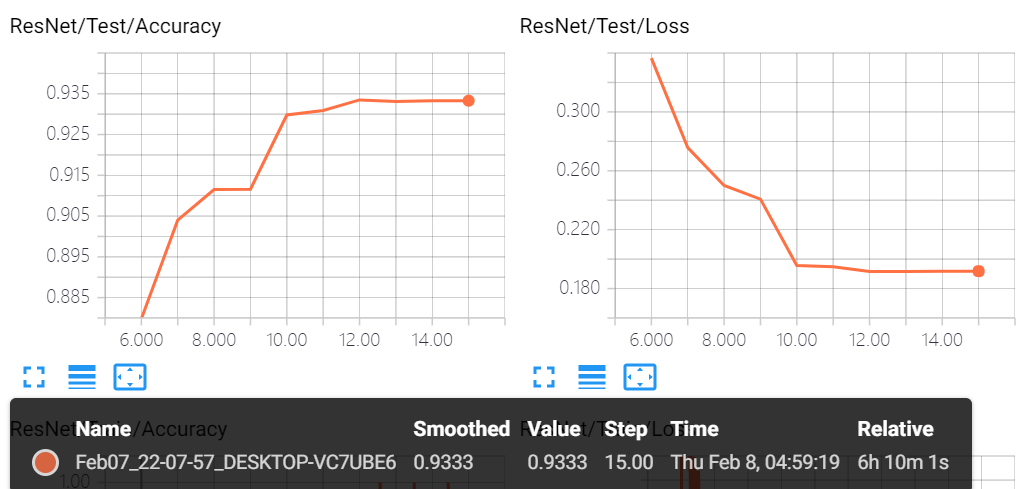 ResNet/Test/Accuracy
0.935
0.925
0.915
0.905
0.895
0.885
6.000 8.000 10.00 12.00 14.00
ResNet/Test/Loss
0.300
0.260
0.220
0.180
6.000 8.000 10.00 12.00 14.00
Name Smoothed Value Step Time Relative
Feb07_22-07-57_DESKTOP-VC7UBE6 0.9333 0.9333 15.00 Thu Feb 8, 04:59:19 6h 10m 1s
1.00